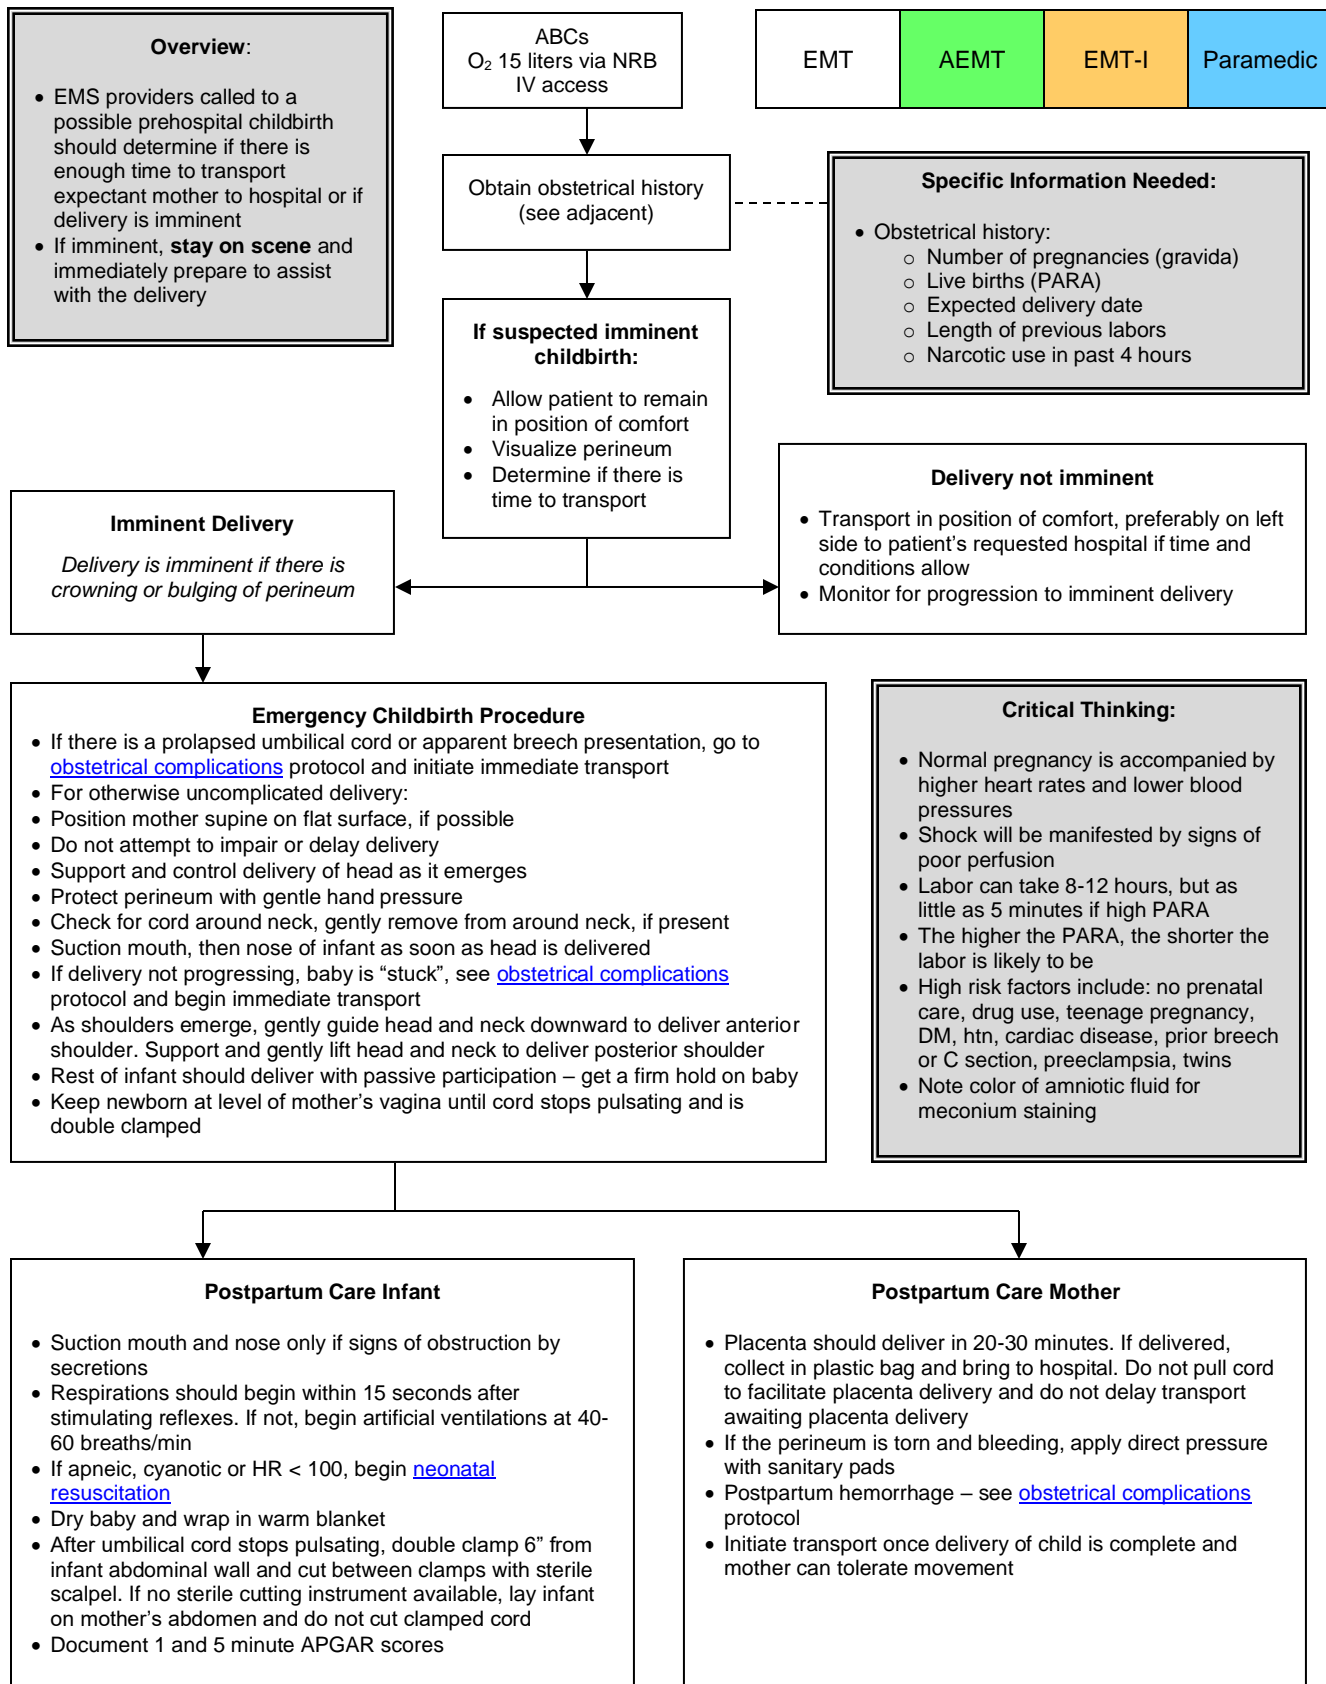 Overview:
• EMS providers called to a
possible prehospital childbirth
should determine if there is
enough time to transport
expectant mother to hospital or if
delivery is imminent
• If imminent, stay on scene and
immediately prepare to assist
with the delivery
ABCs
O₂ 15 liters via NRB
IV access
EMT
AEMT
EMT-I
Paramedic
Obtain obstetrical history
(see adjacent)
Specific Information Needed:
• Obstetrical history:
o Number of pregnancies (gravida)
o Live births (PARA)
o Expected delivery date
o Length of previous labors
o Narcotic use in past 4 hours
If suspected imminent
childbirth:
• Allow patient to remain
in position of comfort
• Visualize perineum
• Determine if there is
time to transport
Imminent Delivery
Delivery is imminent if there is
crowning or bulging of perineum
Delivery not imminent
• Transport in position of comfort, preferably on left
side to patient’s requested hospital if time and
conditions allow
• Monitor for progression to imminent delivery
Emergency Childbirth Procedure
• If there is a prolapsed umbilical cord or apparent breech presentation, go to
obstetrical complications protocol and initiate immediate transport
• For otherwise uncomplicated delivery:
• Position mother supine on flat surface, if possible
• Do not attempt to impair or delay delivery
• Support and control delivery of head as it emerges
• Protect perineum with gentle hand pressure
• Check for cord around neck, gently remove from around neck, if present
• Suction mouth, then nose of infant as soon as head is delivered
• If delivery not progressing, baby is “stuck”, see obstetrical complications
protocol and begin immediate transport
• As shoulders emerge, gently guide head and neck downward to deliver anterior
shoulder. Support and gently lift head and neck to deliver posterior shoulder
• Rest of infant should deliver with passive participation – get a firm hold on baby
• Keep newborn at level of mother’s vagina until cord stops pulsating and is
double clamped
Critical Thinking:
• Normal pregnancy is accompanied by
higher heart rates and lower blood
pressures
• Shock will be manifested by signs of
poor perfusion
• Labor can take 8-12 hours, but as
little as 5 minutes if high PARA
• The higher the PARA, the shorter the
labor is likely to be
• High risk factors include: no prenatal
care, drug use, teenage pregnancy,
DM, htn, cardiac disease, prior breech
or C section, preeclampsia, twins
• Note color of amniotic fluid for
meconium staining
Postpartum Care Infant
• Suction mouth and nose only if signs of obstruction by
secretions
• Respirations should begin within 15 seconds after
stimulating reflexes. If not, begin artificial ventilations at 40-
60 breaths/min
• If apneic, cyanotic or HR < 100, begin neonatal
resuscitation
• Dry baby and wrap in warm blanket
• After umbilical cord stops pulsating, double clamp 6” from
infant abdominal wall and cut between clamps with sterile
scalpel. If no sterile cutting instrument available, lay infant
on mother’s abdomen and do not cut clamped cord
• Document 1 and 5 minute APGAR scores
Postpartum Care Mother
• Placenta should deliver in 20-30 minutes. If delivered,
collect in plastic bag and bring to hospital. Do not pull cord
to facilitate placenta delivery and do not delay transport
awaiting placenta delivery
• If the perineum is torn and bleeding, apply direct pressure
with sanitary pads
• Postpartum hemorrhage – see obstetrical complications
protocol
• Initiate transport once delivery of child is complete and
mother can tolerate movement